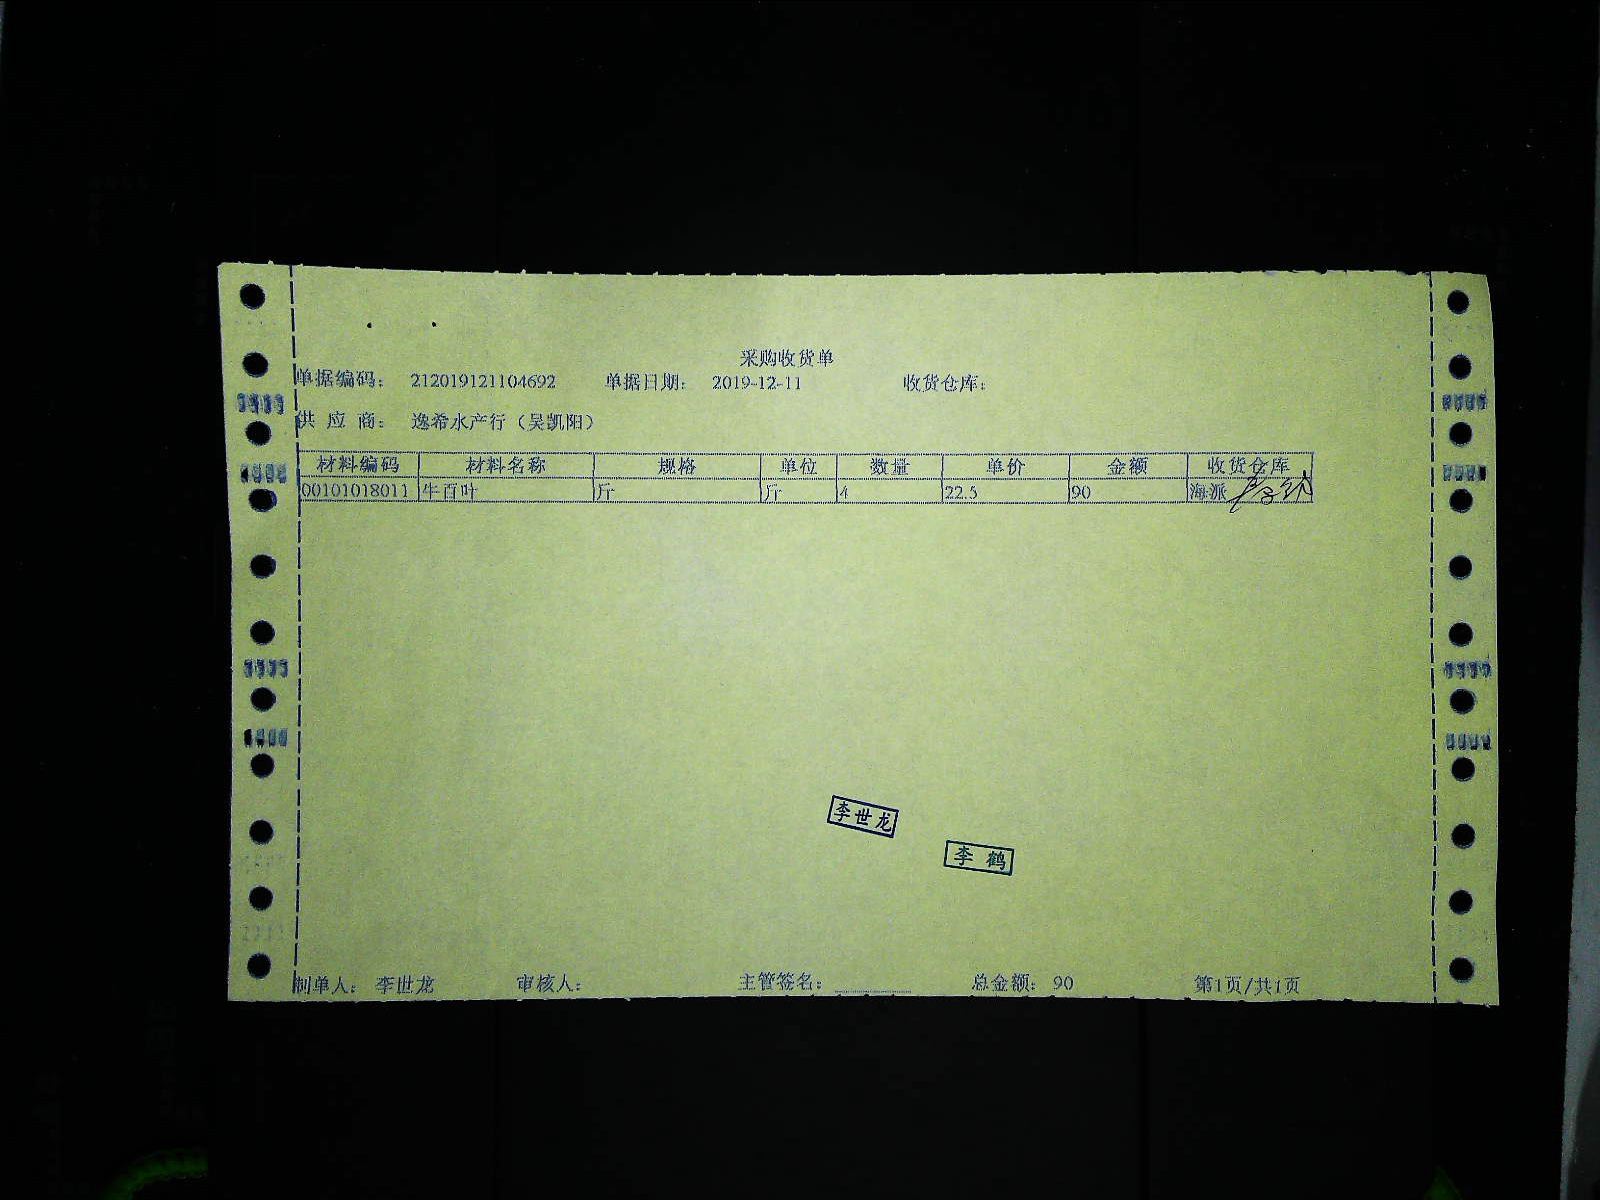 采购收货单
单据编码: 212019121104692 单据日期: 2019-12-11 收货仓库:
供 应 商: 逸希水产行（吴凯阳）
材料编码 材料名称 规格 单位 数量 单价 金额 收货仓库
00101018011 牛百叶 斤 斤 4 22.5 90 海派
李世龙
李 鹤
制单人: 李世龙 审核人: 主管签名: ________ 总金额: 90 第1页/共1页